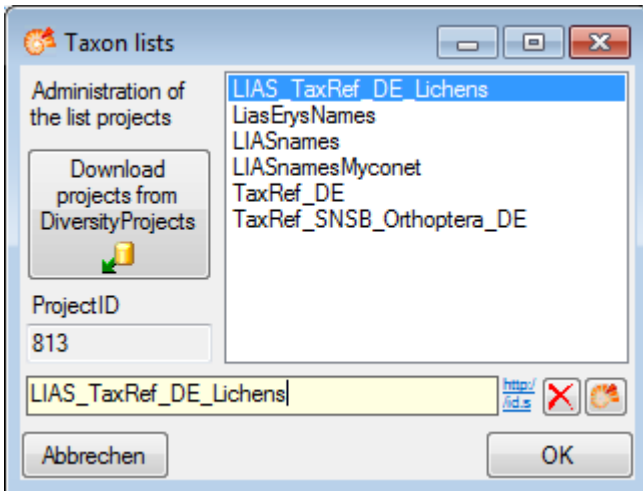 Taxon lists
Administration of
the list projects
Download
projects from
DiversityProjects
ProjectID
813
LIAS_TaxRef_DE_Lichens
LiasErysNames
LIASnames
LIASnamesMyconet
TaxRef_DE
TaxRef_SNSB_Orthoptera_DE
LIAS_TaxRef_DE_Lichens
http:/
/id.s
Abbrechen
OK